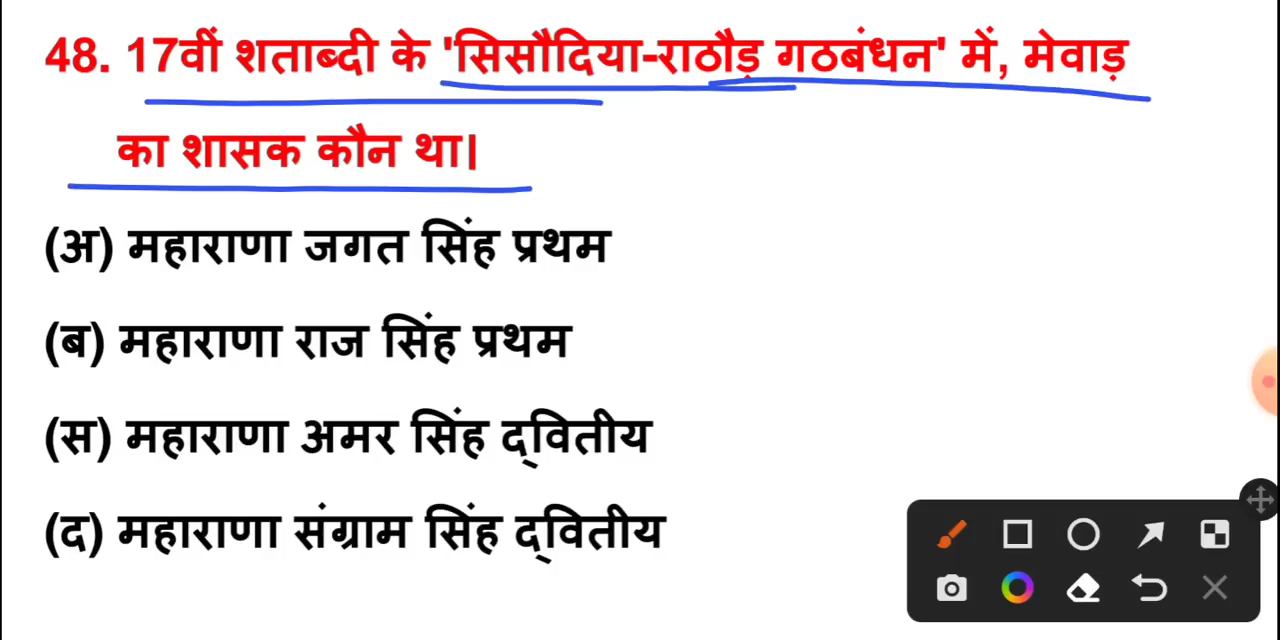 48. 17वीं शताब्दी के 'सिसौदिया-राठौड़ गठबंधन' में, मेवाड़
का शासक कौन था।
(अ) महाराणा जगत सिंह प्रथम
(ब) महाराणा राज सिंह प्रथम
(स) महाराणा अमर सिंह द्वितीय
(द) महाराणा संग्राम सिंह द्वितीय